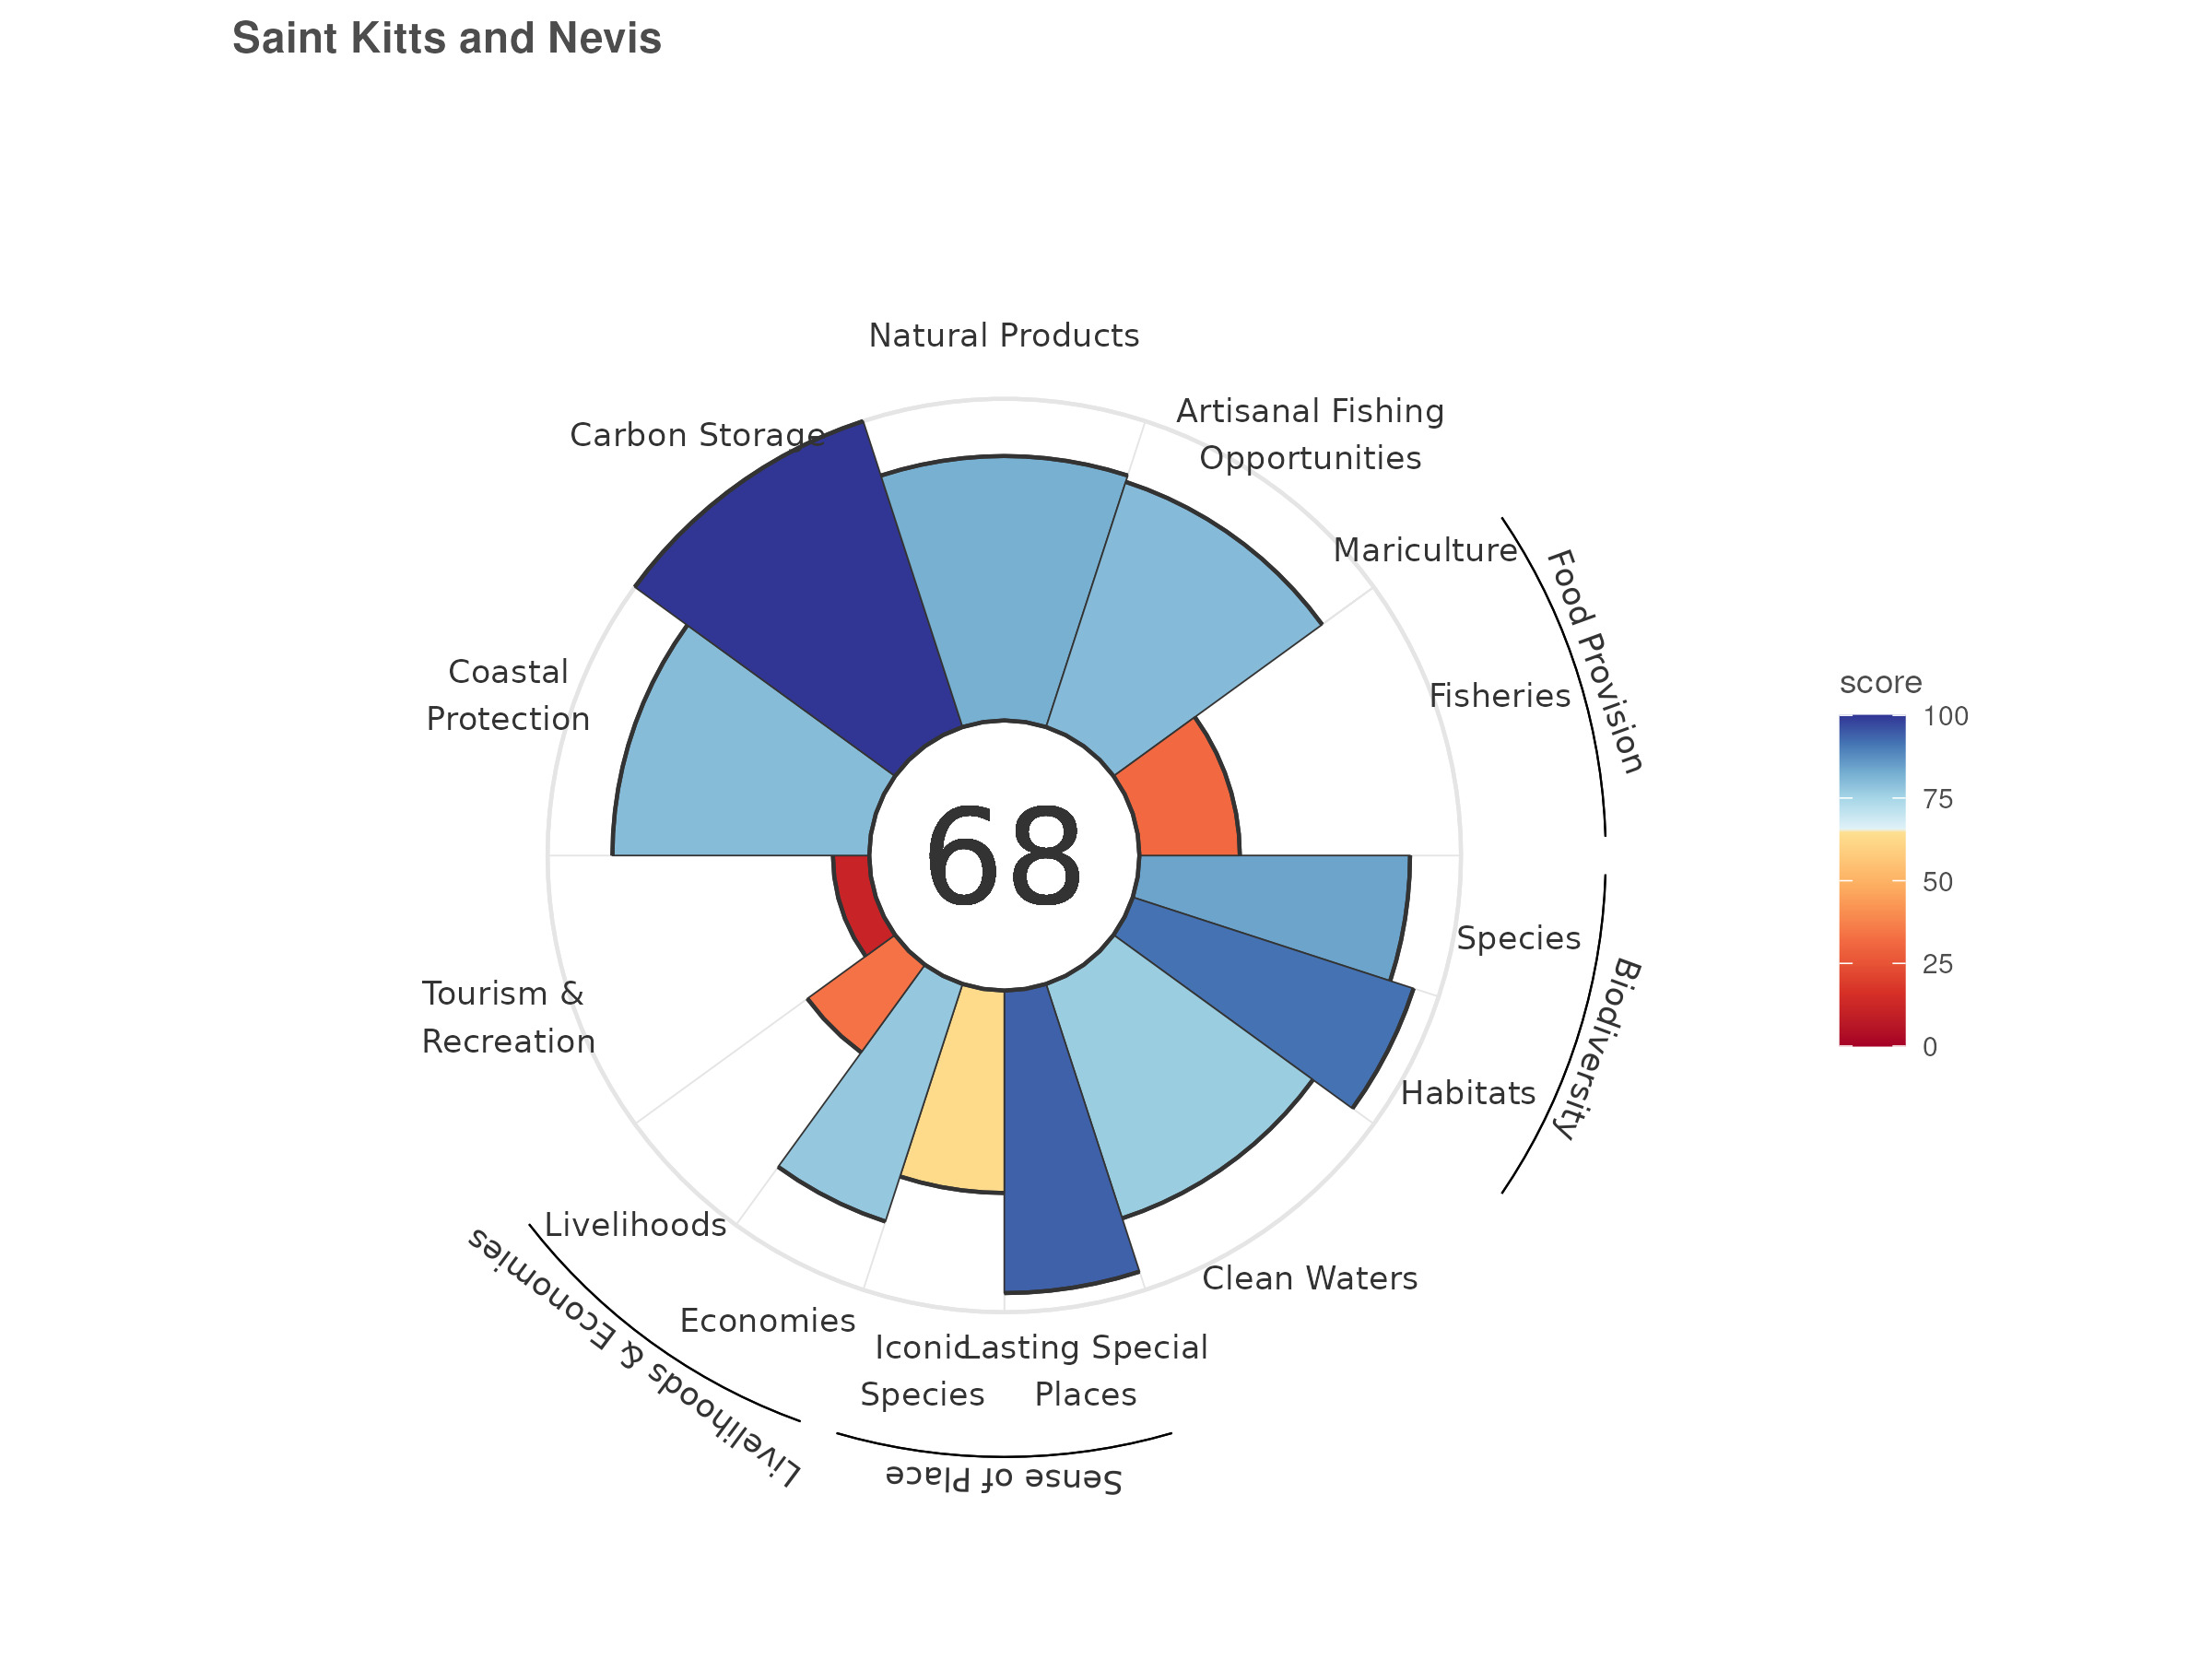 Saint Kitts and Nevis
Natural Products
Artisanal Fishing
Opportunities
Carbon Storage
Mariculture
Food Provision
Fisheries
Coastal
Protection
score
100
75
50
25
0
68
Species
Biodiversity
Habitats
Tourism &
Recreation
Livelihoods
Clean Waters
Economies
Livelihoods & Economies
Iconic
Species
Lasting Special
Places
Sense of Place